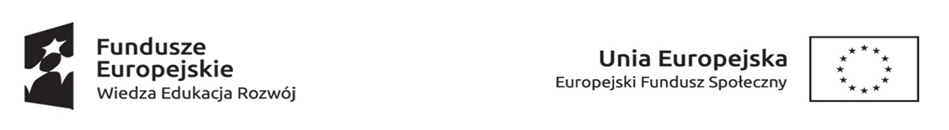 Fundusze
Europejskie
Wiedza Edukacja Rozwój
Unia Europejska
Europejski Fundusz Społeczny